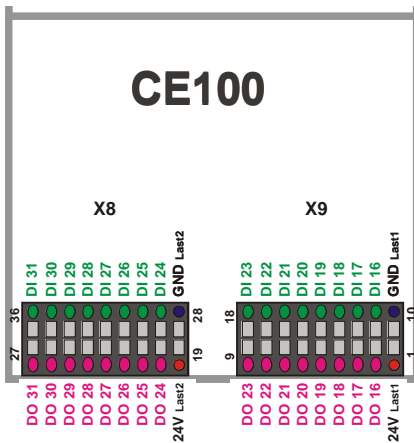 CE100
X8
X9
DI 31
DI 30
DI 29
DI 28
DI 27
DI 26
DI 25
DI 24
GND Last2
DI 23
DI 22
DI 21
DI 20
DI 19
DI 18
DI 17
DI 16
GND Last1
36
28
18
10
27
19
9
1
DO 31
DO 30
DO 29
DO 28
DO 27
DO 26
DO 25
DO 24
24V Last2
DO 23
DO 22
DO 21
DO 20
DO 19
DO 18
DO 17
DO 16
24V Last1